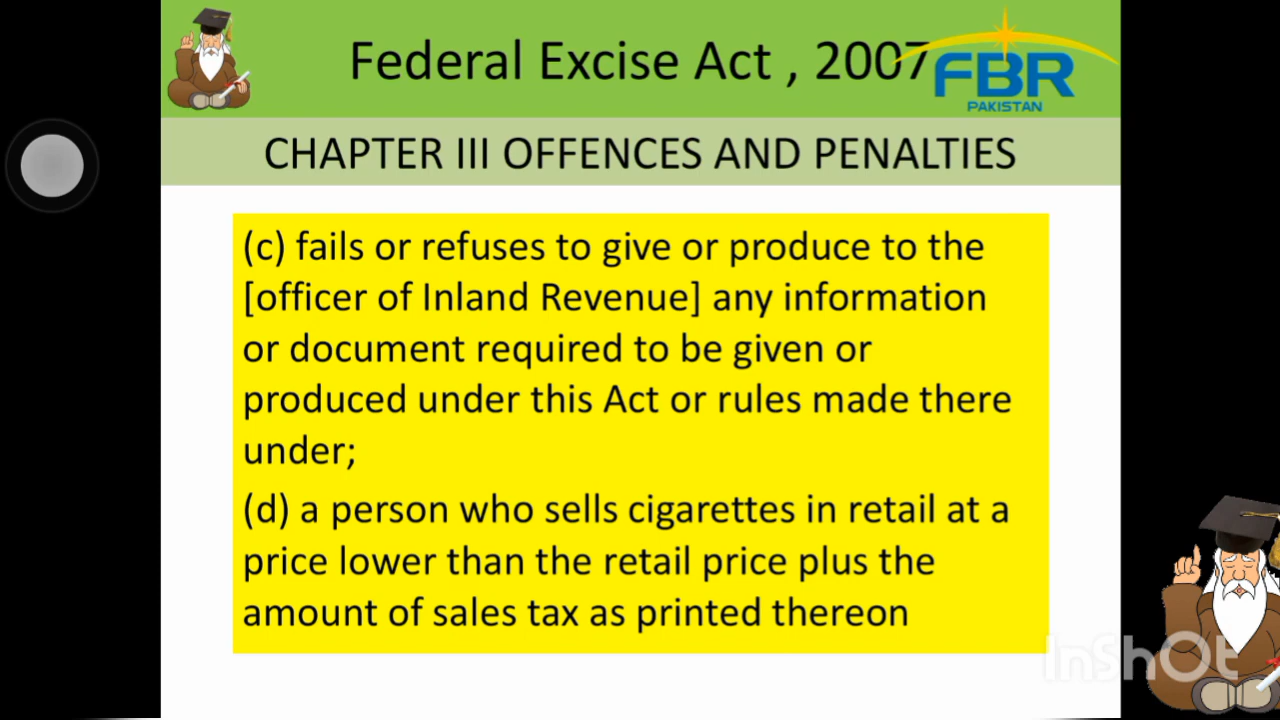 Federal Excise Act , 2007
FBR
PAKISTAN
CHAPTER III OFFENCES AND PENALTIES
(c) fails or refuses to give or produce to the
[officer of Inland Revenue] any information
or document required to be given or
produced under this Act or rules made there
under;
(d) a person who sells cigarettes in retail at a
price lower than the retail price plus the
amount of sales tax as printed thereon
InShOt